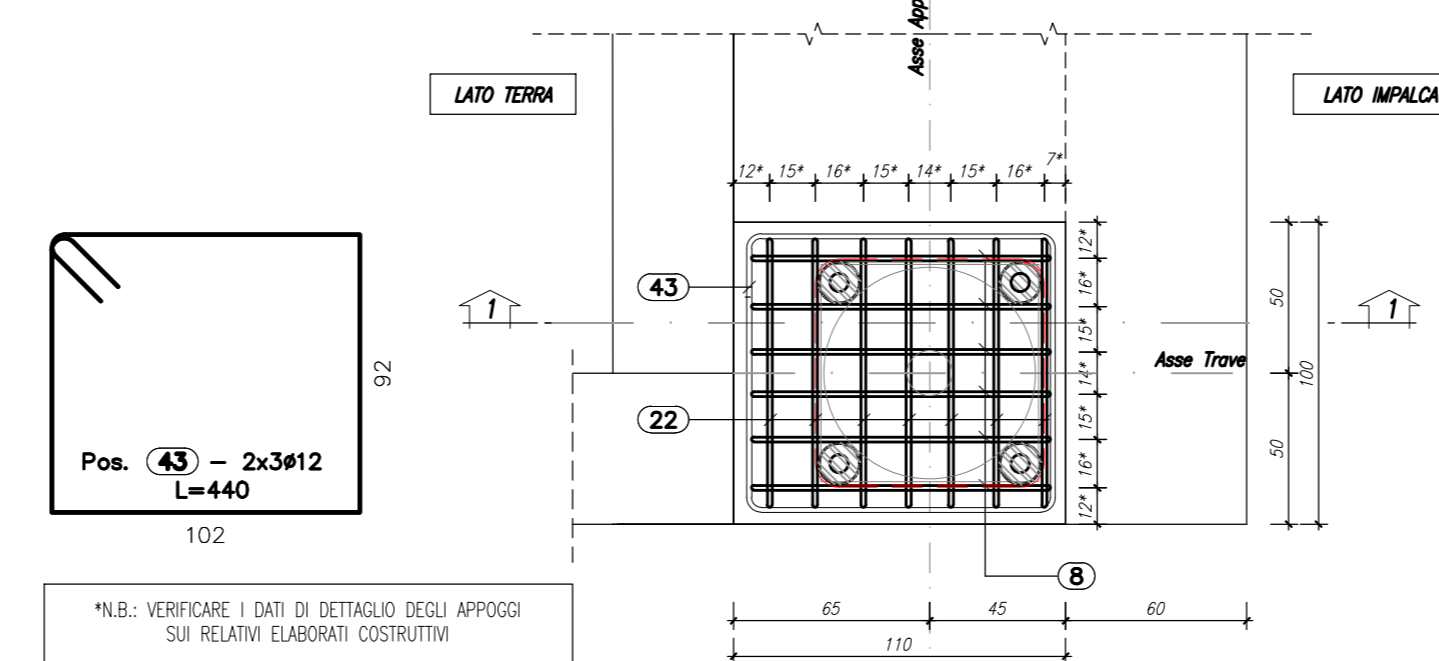 Asse App
LATO TERRA
LATO IMPALCA
12* 15* 16* 15* 14* 15* 16* 7*
12*
16*
15*
14*
15*
16*
12*
50
50
100
43
22
8
1
1
Asse Trave
92
Pos. 43 – 2x3ø12
L=440
102
*N.B.: VERIFICARE I DATI DI DETTAGLIO DEGLI APPOGGI
SUI RELATIVI ELABORATI COSTRUTTIVI
65 45 60
110